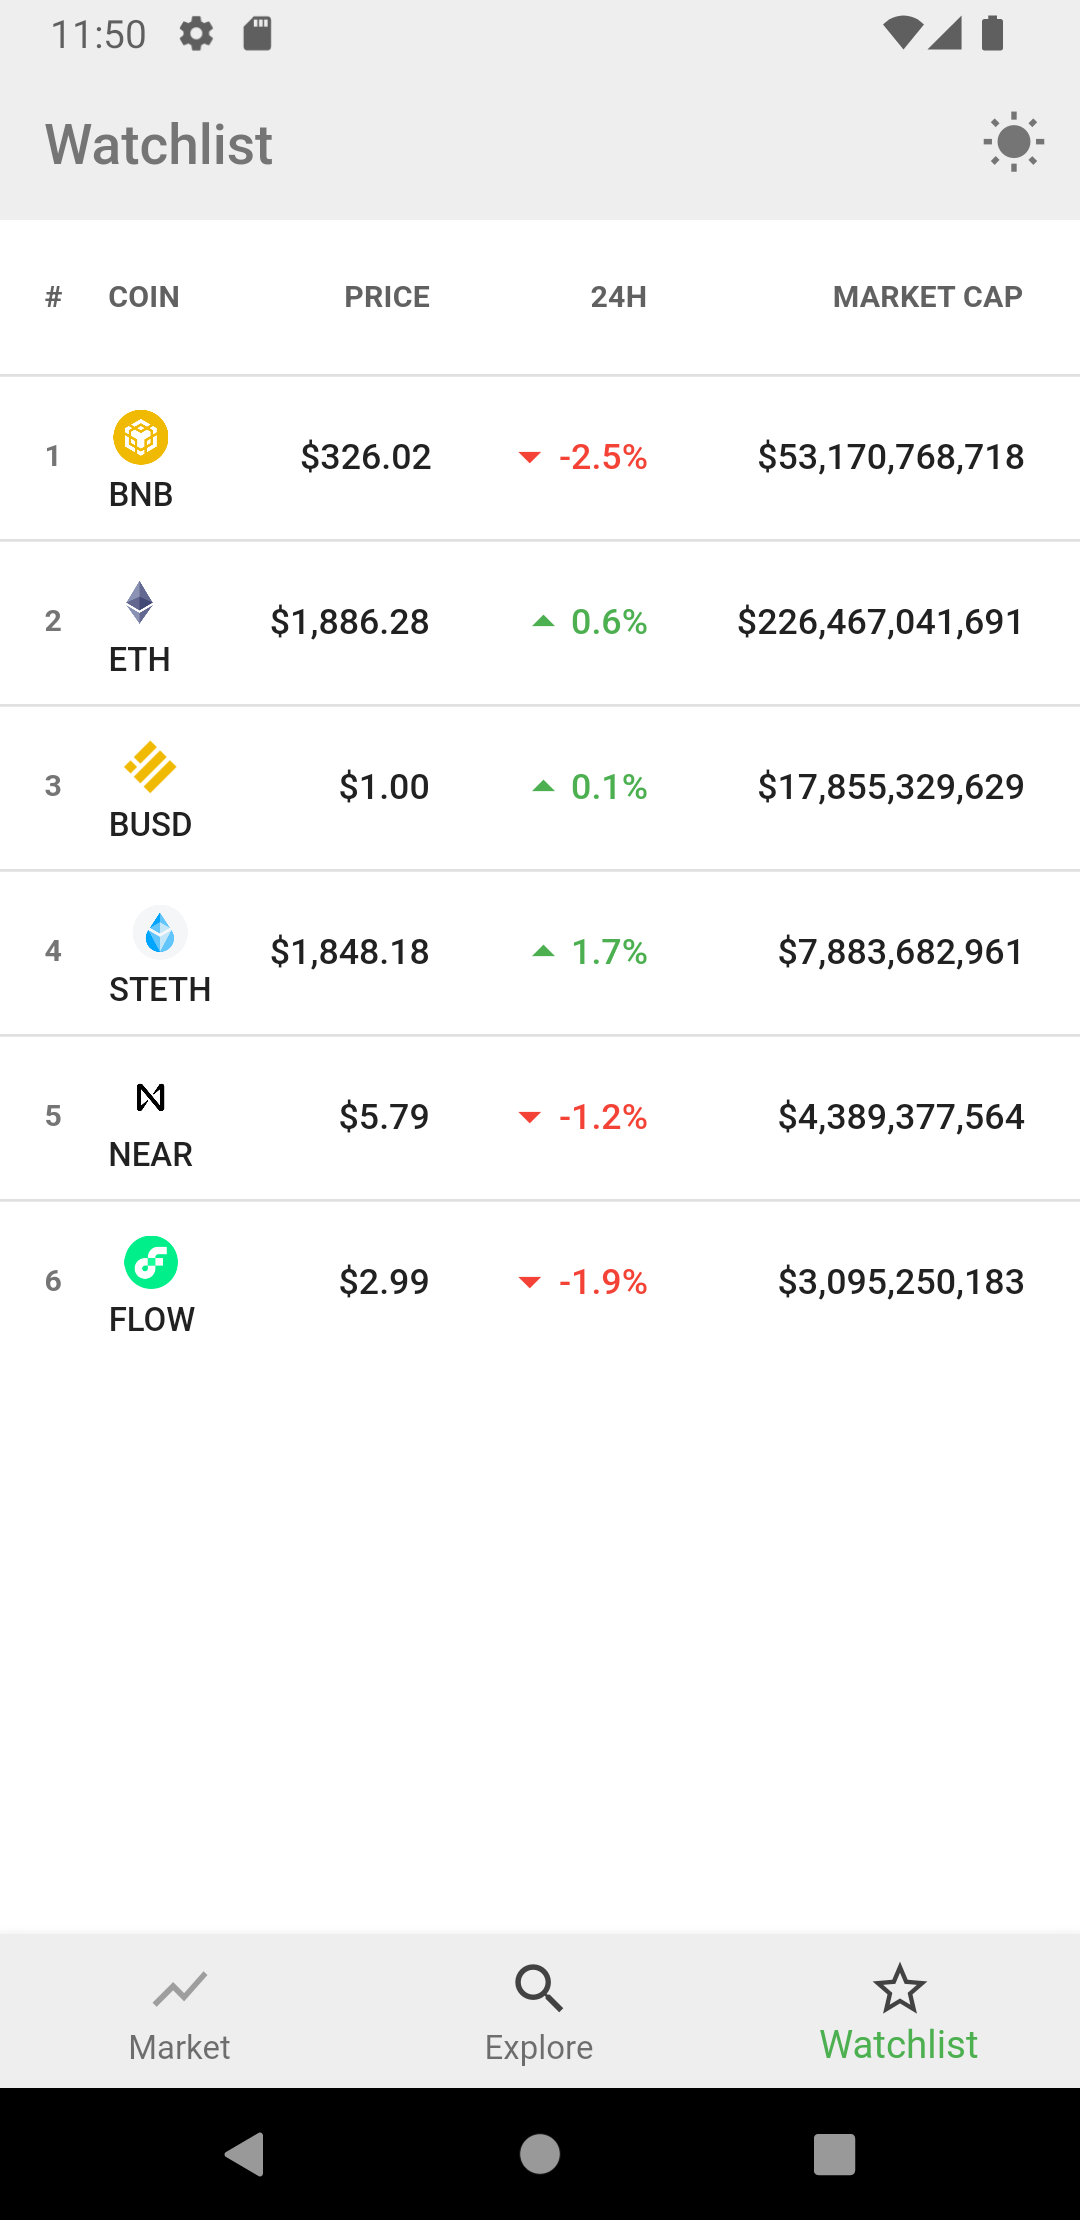 11:50
Watchlist
# COIN PRICE 24H MARKET CAP
1 BNB $326.02 -2.5% $53,170,768,718
2 ETH $1,886.28 0.6% $226,467,041,691
3 BUSD $1.00 0.1% $17,855,329,629
4 STETH $1,848.18 1.7% $7,883,682,961
5 NEAR $5.79 -1.2% $4,389,377,564
6 FLOW $2.99 -1.9% $3,095,250,183
Market Explore Watchlist